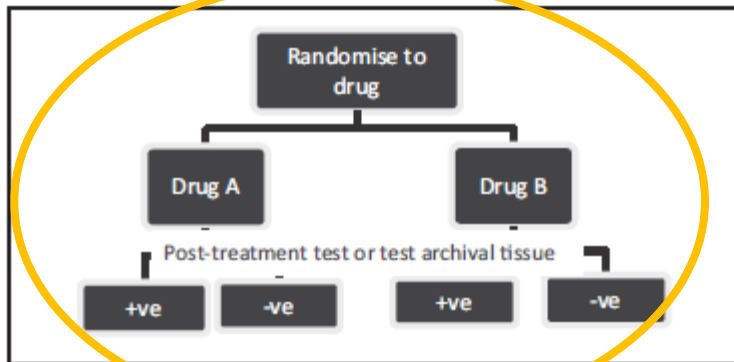 Randomise to
drug
Drug A
Drug B
Post-treatment test or test archival tissue
+ve
-ve
+ve
-ve